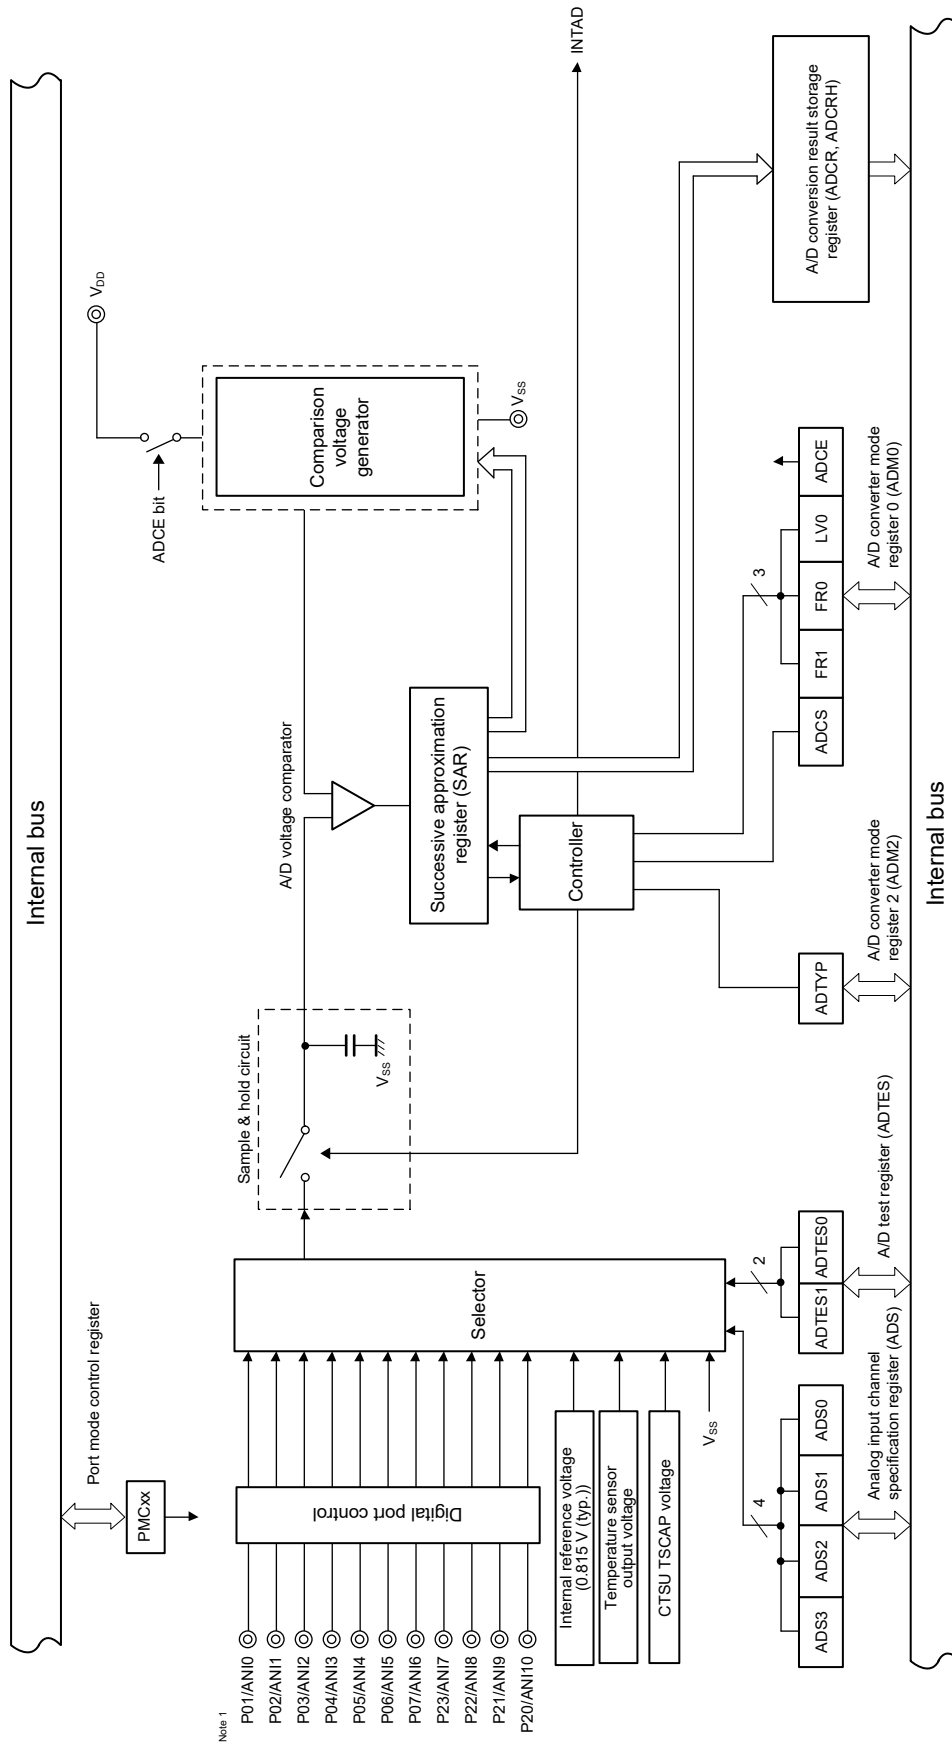 Internal bus
Port mode control register
PMCxx
Note 1
P01/ANI0
P02/ANI1
P03/ANI2
P04/ANI3
P05/ANI4
P06/ANI5
P07/ANI6
P23/ANI7
P22/ANI8
P21/ANI9
P20/ANI10
Digital port control
Internal reference voltage
(0.815 V (typ.))
Temperature sensor
output voltage
CTSU TSCAP voltage
VSS
Selector
Sample & hold circuit
VSS
A/D voltage comparator
ADCE bit
VDD
Comparison
voltage
generator
VSS
Successive approximation
register (SAR)
Controller
INTAD
4
2
3
ADS3
ADS2
ADS1
ADS0
Analog input channel
specification register (ADS)
ADTES1
ADTES0
A/D test register (ADTES)
ADTYP
A/D converter mode
register 2 (ADM2)
ADCS
FR1
FR0
LV0
ADCE
A/D converter mode
register 0 (ADM0)
A/D conversion result storage
register (ADCR, ADCRH)
Internal bus